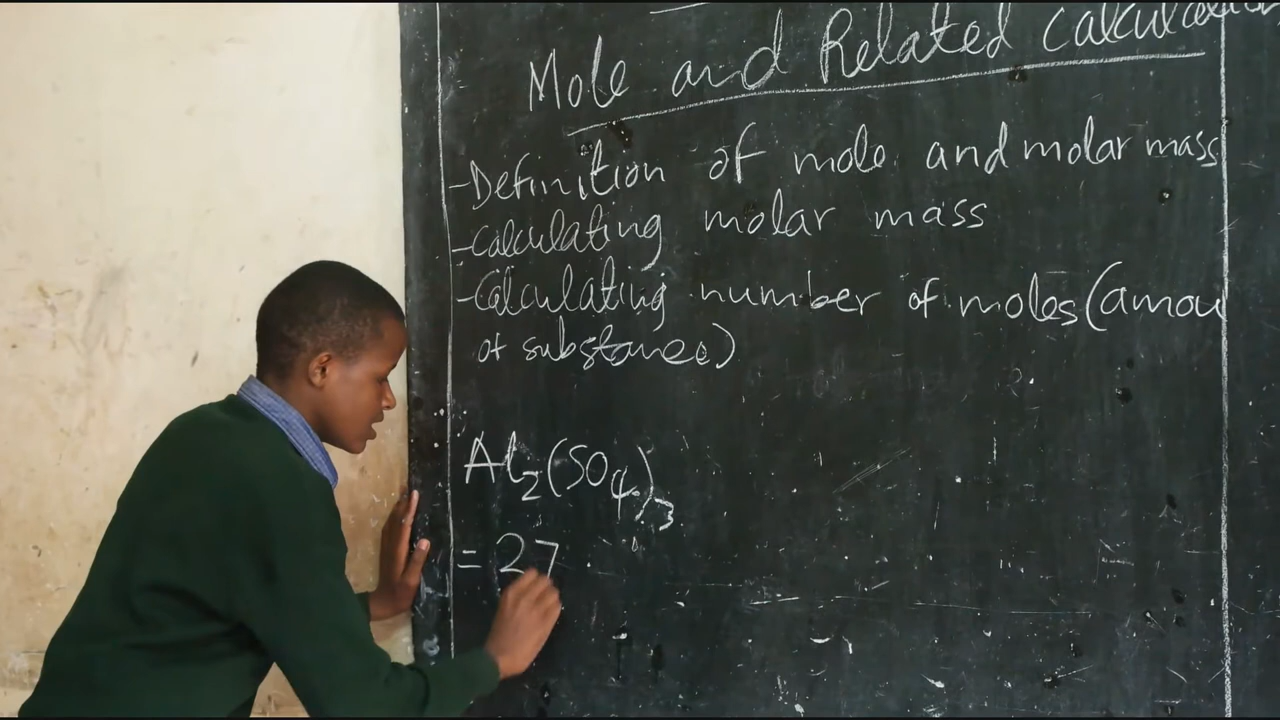 Mole and Related Calculation
-Definition of mole and molar mass
-Calculating molar mass
-Calculating number of moles (amou
of substance)
Al₂(SO₄)₃
= 27